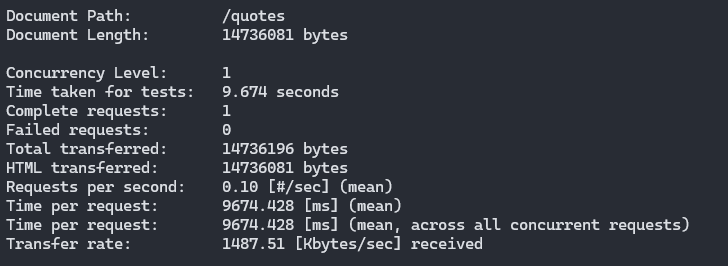 Document Path:          /quotes
Document Length:        14736081 bytes

Concurrency Level:      1
Time taken for tests:   9.674 seconds
Complete requests:      1
Failed requests:        0
Total transferred:      14736196 bytes
HTML transferred:       14736081 bytes
Requests per second:    0.10 [#/sec] (mean)
Time per request:       9674.428 [ms] (mean)
Time per request:       9674.428 [ms] (mean, across all concurrent requests)
Transfer rate:          1487.51 [Kbytes/sec] received